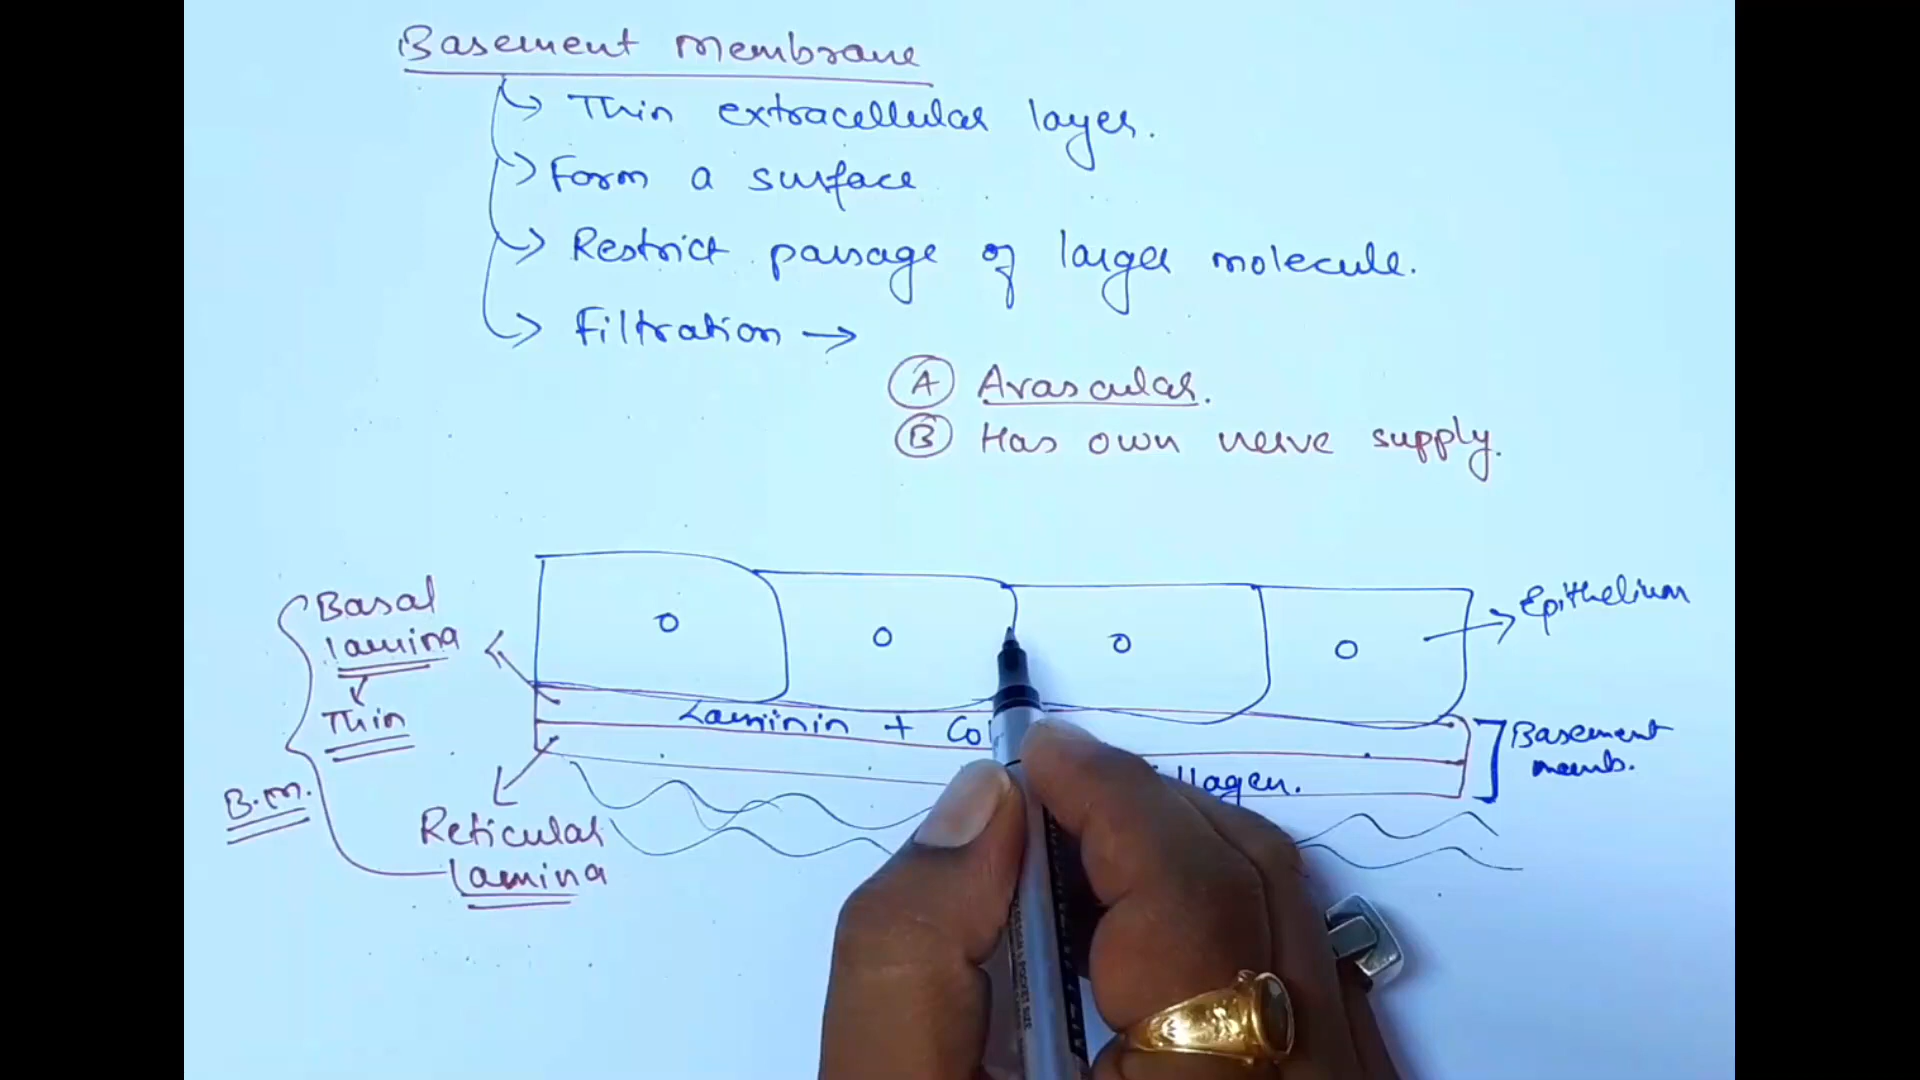 Basement Membrane
Thin extracellular layer.
Form a surface
Restrict passage of larger molecule.
Filtration →
A Avascular.
B Has own nerve supply.
Epithelium
Basal
lamina
Thin
Laminin + Col
Basement
memb.
llagen.
B.M.
Reticular
lamina